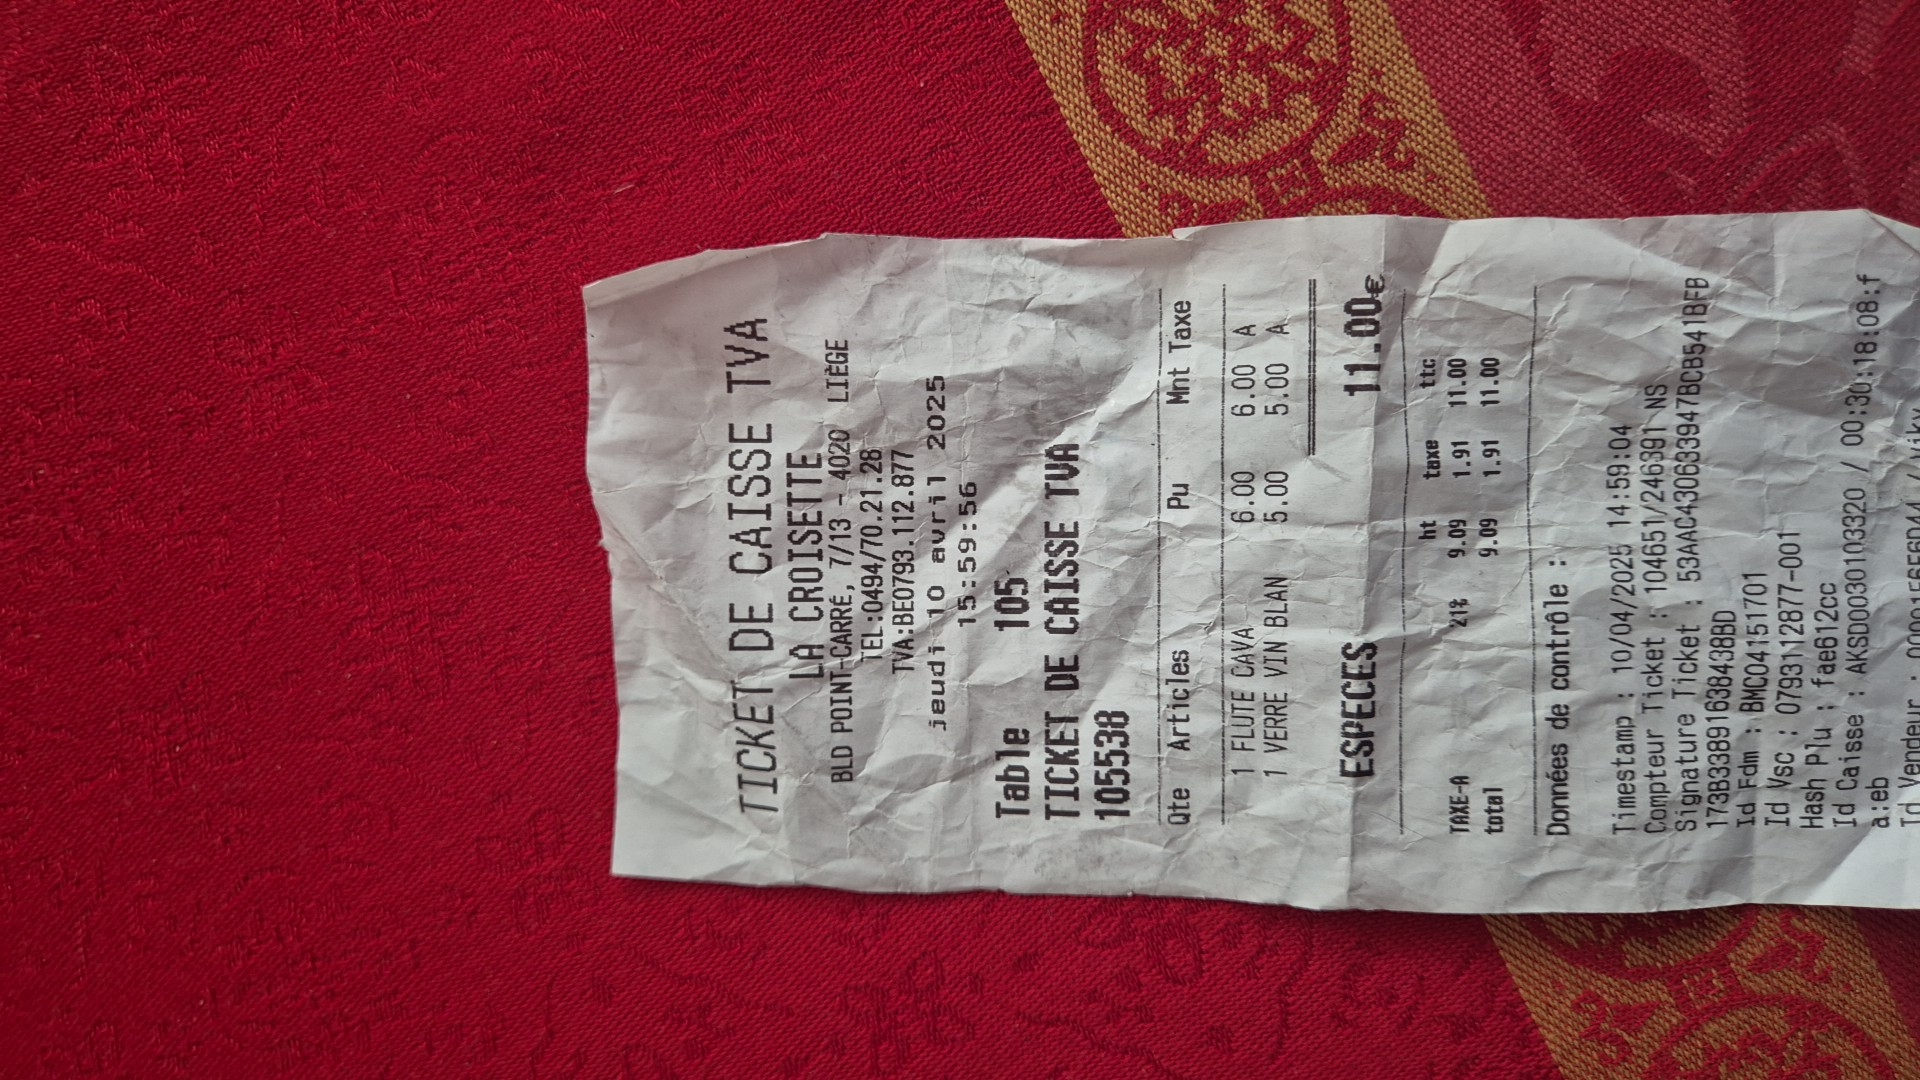 TICKET DE CAISSE TVA
LA CROISETTE
BLD POINT-CARRÉ, 7/13 - 4020 LIÈGE
TEL:0494/70.21.28
TVA:BE0793.112.877
jeudi 10 avril 2025
15:59:56
Table 105
TICKET DE CAISSE TVA
105538
Qte Articles Pu Mnt Taxe
1 FLUTE CAVA 6.00 6.00 A
1 VERRE VIN BLAN 5.00 5.00 A
ESPECES 11.00€
ht taxe ttc
TAXE-A 21% 9.09 1.91 11.00
total 9.09 1.91 11.00
Données de contrôle :
Timestamp : 10/04/2025 14:59:04
Compteur Ticket : 104651/246391 NS
Signature Ticket : 53AAC430633947BCB541BFB
173B33891638438BD
Id Fdm : BMC04151701
Id Vsc : 0793112877-001
Hash Plu : fae612cc
Id Caisse : AKSD0030103320 / 00:30:18:08:f
a:eb
Id Vendeur :